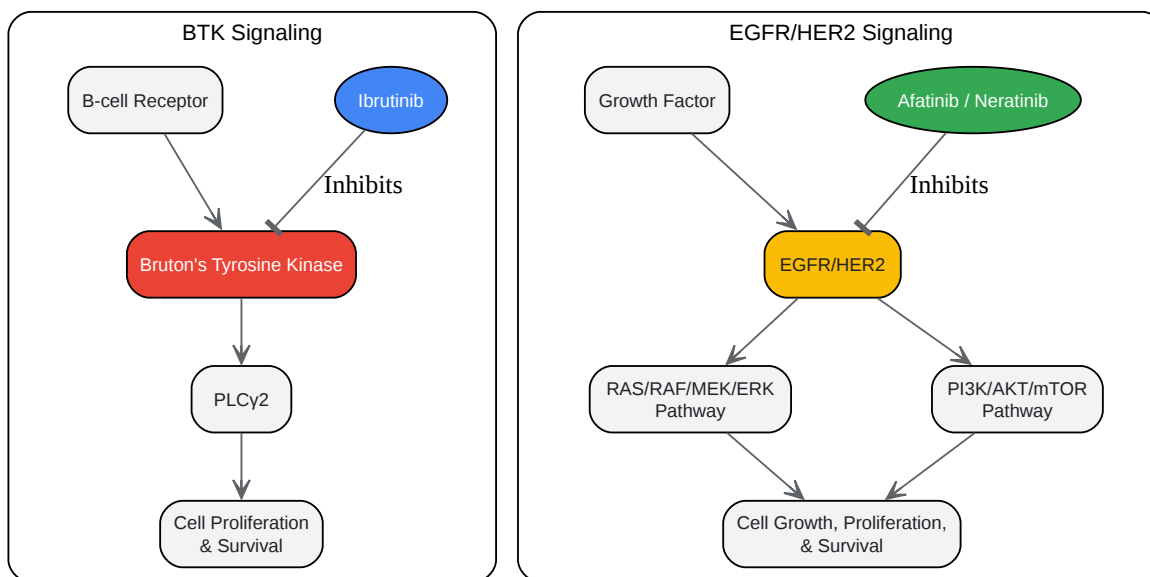 BTK Signaling
B-cell Receptor
Ibrutinib
Inhibits
Bruton's Tyrosine Kinase
PLCγ2
Cell Proliferation
& Survival
EGFR/HER2 Signaling
Growth Factor
Afatinib / Neratinib
Inhibits
EGFR/HER2
RAS/RAF/MEK/ERK
Pathway
PI3K/AKT/mTOR
Pathway
Cell Growth, Proliferation,
& Survival